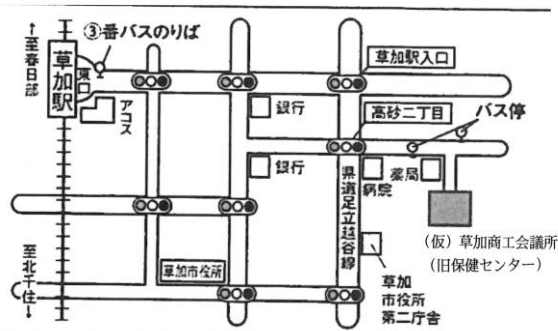 ↑至春日部
草加駅
東口
③番バスのりば
アコス
草加駅入口
銀行
高砂二丁目
バス停
銀行
県道足立越谷線
病院
薬局
(仮)草加商工会議所
(旧保健センター)
草加
市役所
第二庁舎
草加市役所
至北千住↓